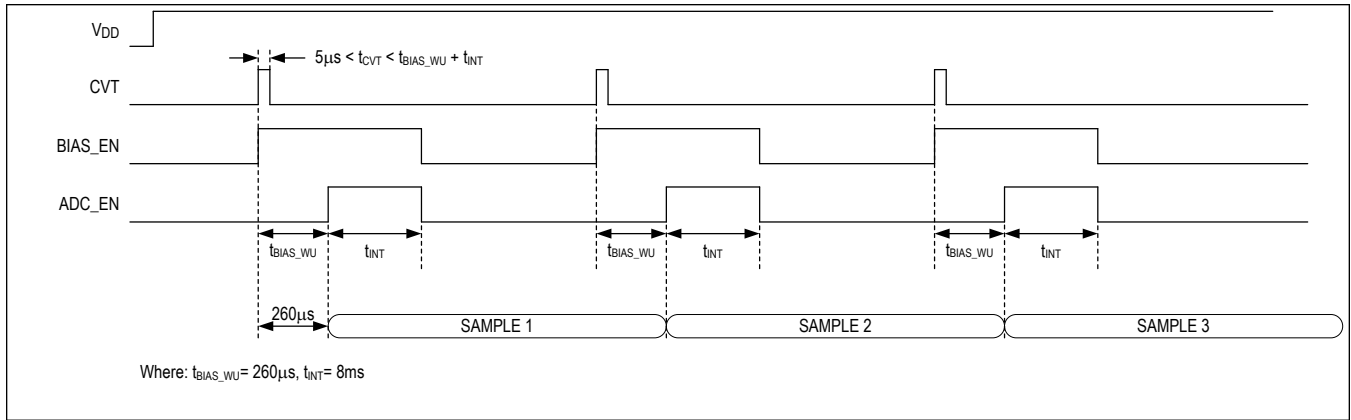 VDD
5μs < tCVT < tBIAS_WU + tINT
CVT
BIAS_EN
ADC_EN
tBIAS_WU tINT tBIAS_WU tINT tBIAS_WU tINT
260μs SAMPLE 1 SAMPLE 2 SAMPLE 3
Where: tBIAS_WU= 260μs, tINT= 8ms